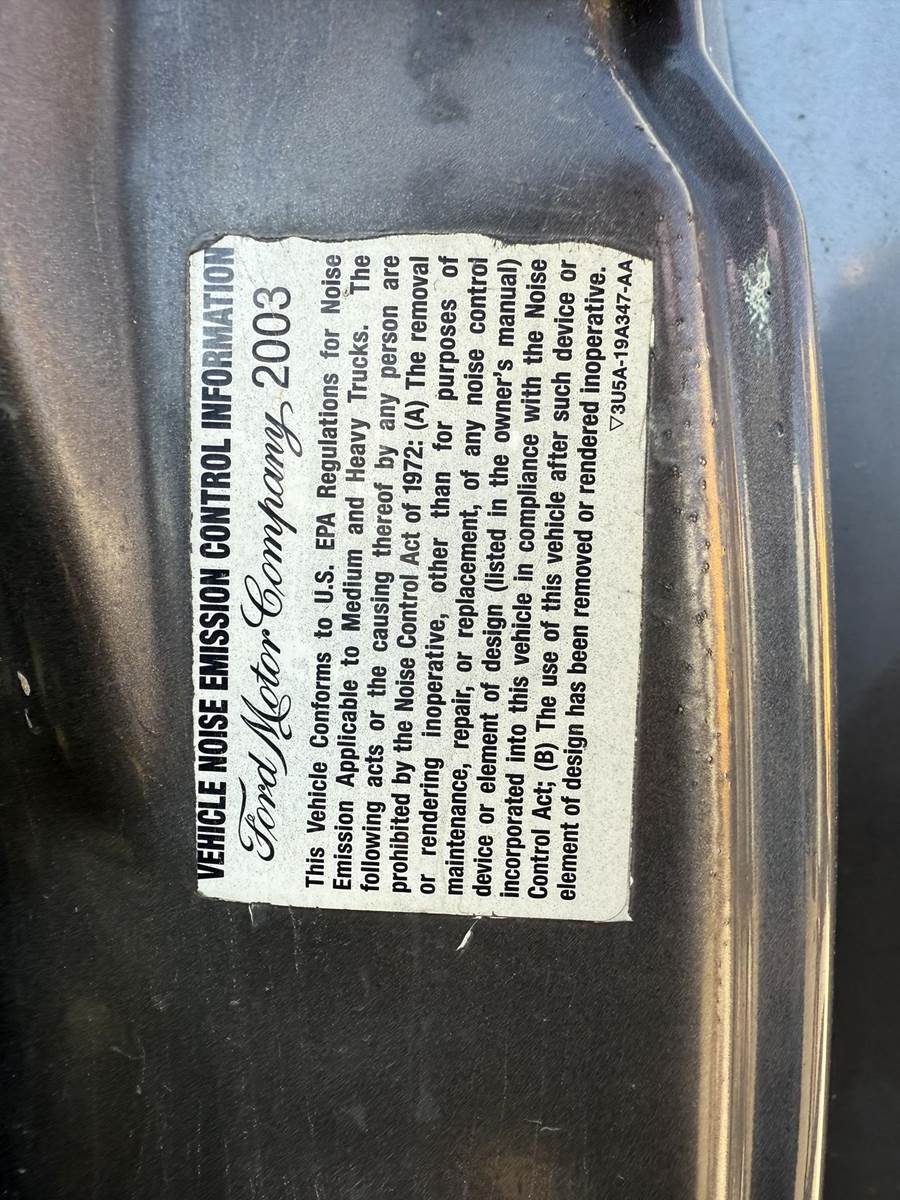 VEHICLE NOISE EMISSION CONTROL INFORMATION
Ford Motor Company 2003
This Vehicle Conforms to U.S. EPA Regulations for Noise
Emission Applicable to Medium and Heavy Trucks. The
following acts or the causing thereof by any person are
prohibited by the Noise Control Act of 1972: (A) The removal
or rendering inoperative, other than for purposes of
maintenance, repair, or replacement, of any noise control
device or element of design (listed in the owner's manual)
incorporated into this vehicle in compliance with the Noise
Control Act; (B) The use of this vehicle after such device or
element of design has been removed or rendered inoperative.
▽3U5A-19A347-AA